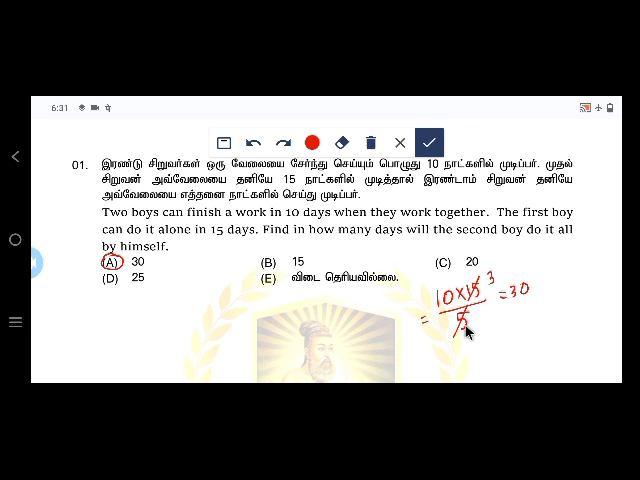 6:31
01. இரண்டு சிறுவர்கள் ஒரு வேலையை சேர்ந்து செய்யும் பொழுது 10 நாட்களில் முடிப்பர். முதல்
சிறுவன் அவ்வேலையை தனியே 15 நாட்களில் முடித்தால் இரண்டாம் சிறுவன் தனியே
அவ்வேலையை எத்தனை நாட்களில் செய்து முடிப்பர்.
Two boys can finish a work in 10 days when they work together. The first boy
can do it alone in 15 days. Find in how many days will the second boy do it all
by himself.
(A) 30 (B) 15 (C) 20
(D) 25 (E) விடை தெரியவில்லை.
= 10×15 3 = 30
5